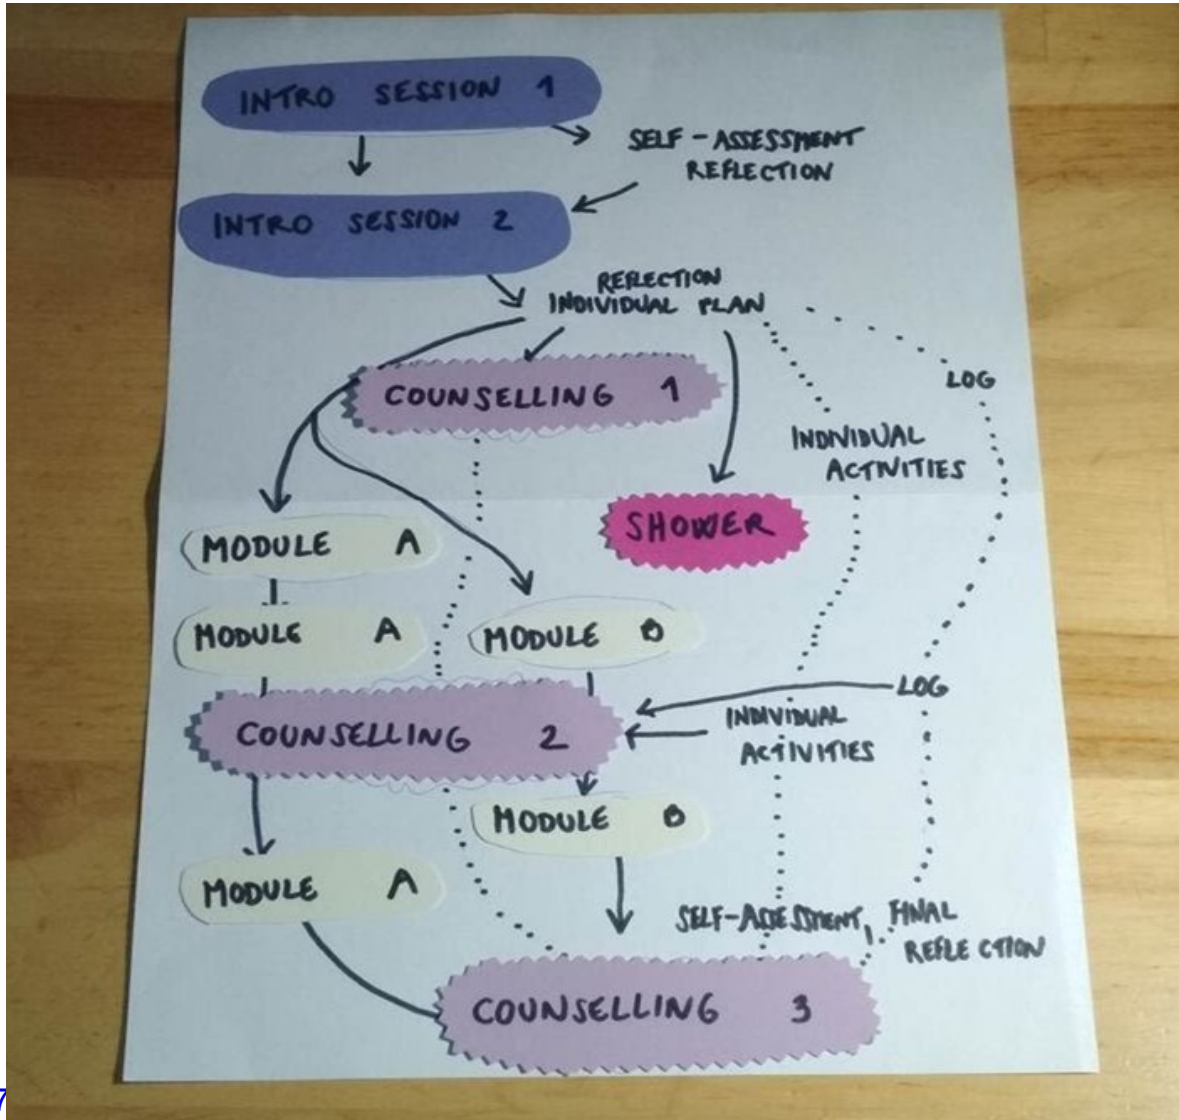 INTRO SESSION 1
SELF-ASSESSMENT
REFLECTION
INTRO SESSION 2
REFLECTION
INDIVIDUAL PLAN
LOG
COUNSELLING 1
INDIVIDUAL
ACTIVITIES
SHOWER
MODULE A
MODULE A
MODULE B
LOG
INDIVIDUAL
ACTIVITIES
COUNSELLING 2
MODULE B
MODULE A
SELF-ASSESSMENT, FINAL
REFLECTION
COUNSELLING 3
7